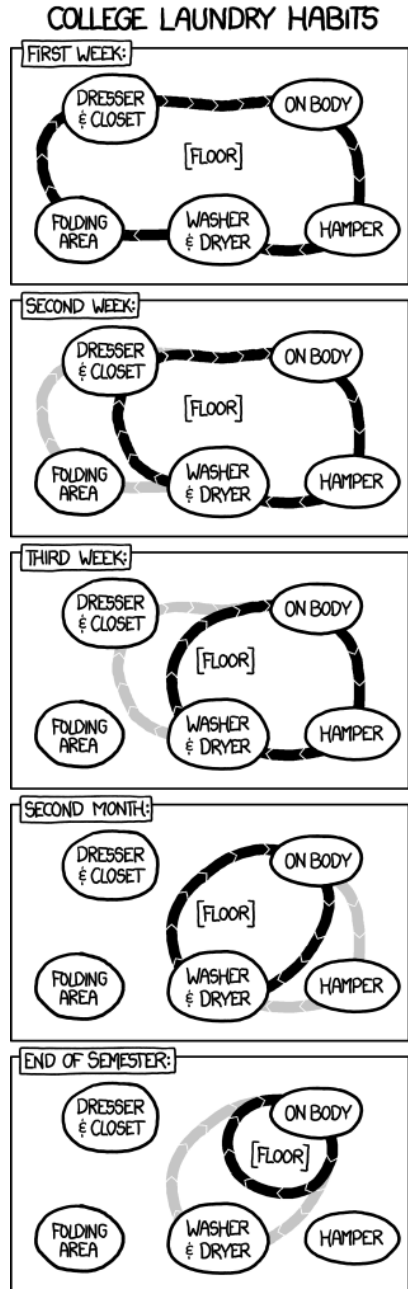 COLLEGE LAUNDRY HABITS
FIRST WEEK:
DRESSER
& CLOSET
ON BODY
[FLOOR]
FOLDING
AREA
WASHER
& DRYER
HAMPER
SECOND WEEK:
DRESSER
& CLOSET
ON BODY
[FLOOR]
FOLDING
AREA
WASHER
& DRYER
HAMPER
THIRD WEEK:
DRESSER
& CLOSET
ON BODY
[FLOOR]
FOLDING
AREA
WASHER
& DRYER
HAMPER
SECOND MONTH:
DRESSER
& CLOSET
ON BODY
[FLOOR]
FOLDING
AREA
WASHER
& DRYER
HAMPER
END OF SEMESTER:
DRESSER
& CLOSET
ON BODY
[FLOOR]
FOLDING
AREA
WASHER
& DRYER
HAMPER